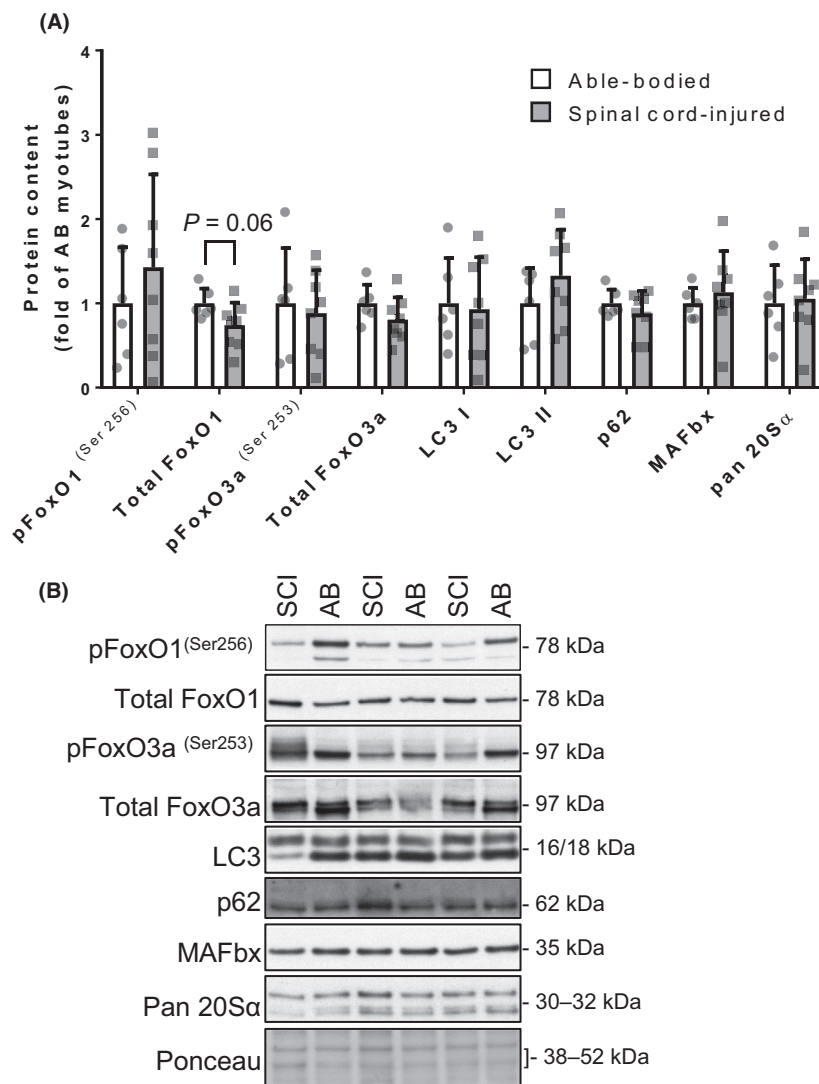 (A)
4
3
2
1
0
Protein content
(fold of AB myotubes)
Able-bodied
Spinal cord-injured
P = 0.06
pFoxO1 (Ser 256)
Total FoxO1
pFoxO3a (Ser 253)
Total FoxO3a
LC3 I
LC3 II
p62
MAFbx
pan 20Sα
(B)
SCI AB SCI AB SCI AB
pFoxO1 (Ser256) - 78 kDa
Total FoxO1 - 78 kDa
pFoxO3a (Ser253) - 97 kDa
Total FoxO3a - 97 kDa
LC3 - 16/18 kDa
p62 - 62 kDa
MAFbx - 35 kDa
Pan 20Sα - 30–32 kDa
Ponceau ]- 38–52 kDa